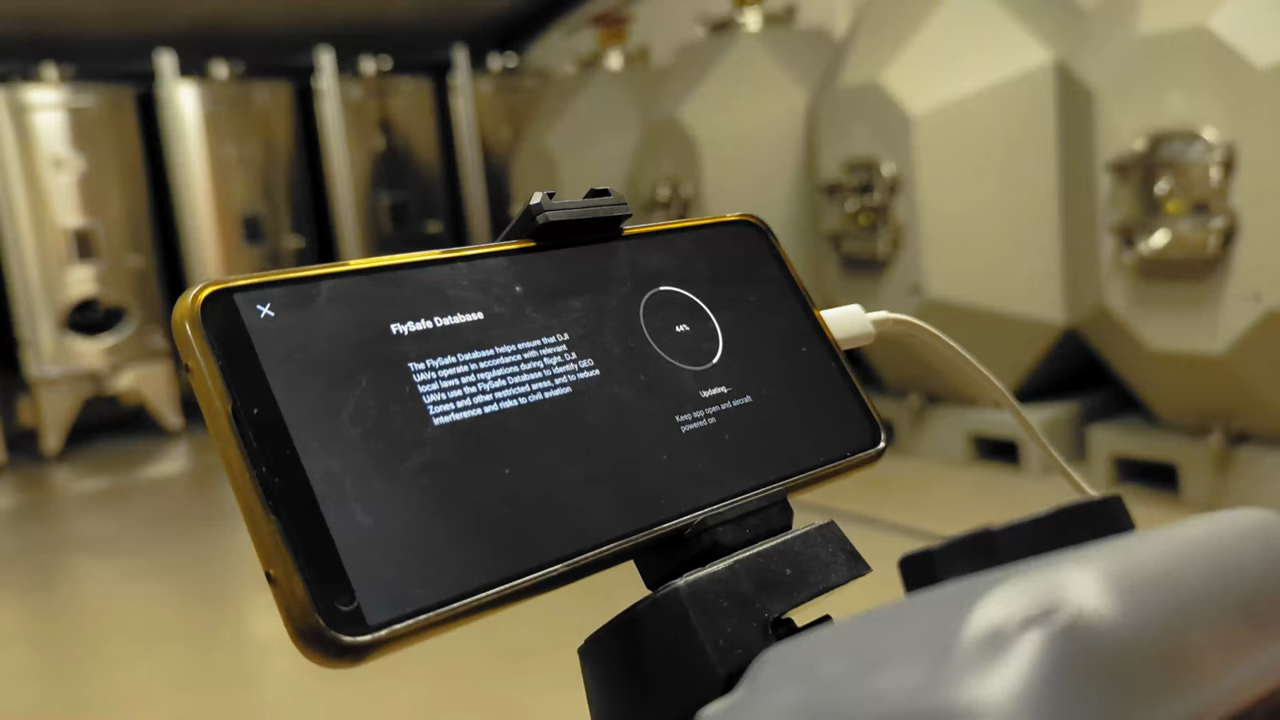 FlySafe Database
The FlySafe Database helps ensure that DJI
UAVs operate in accordance with relevant
local laws and regulations during flight. DJI
UAVs use the FlySafe Database to identify GEO
Zones and other restricted areas, and to reduce
interference and risks to civil aviation
44%
Updating...
Keep app open and aircraft
powered on